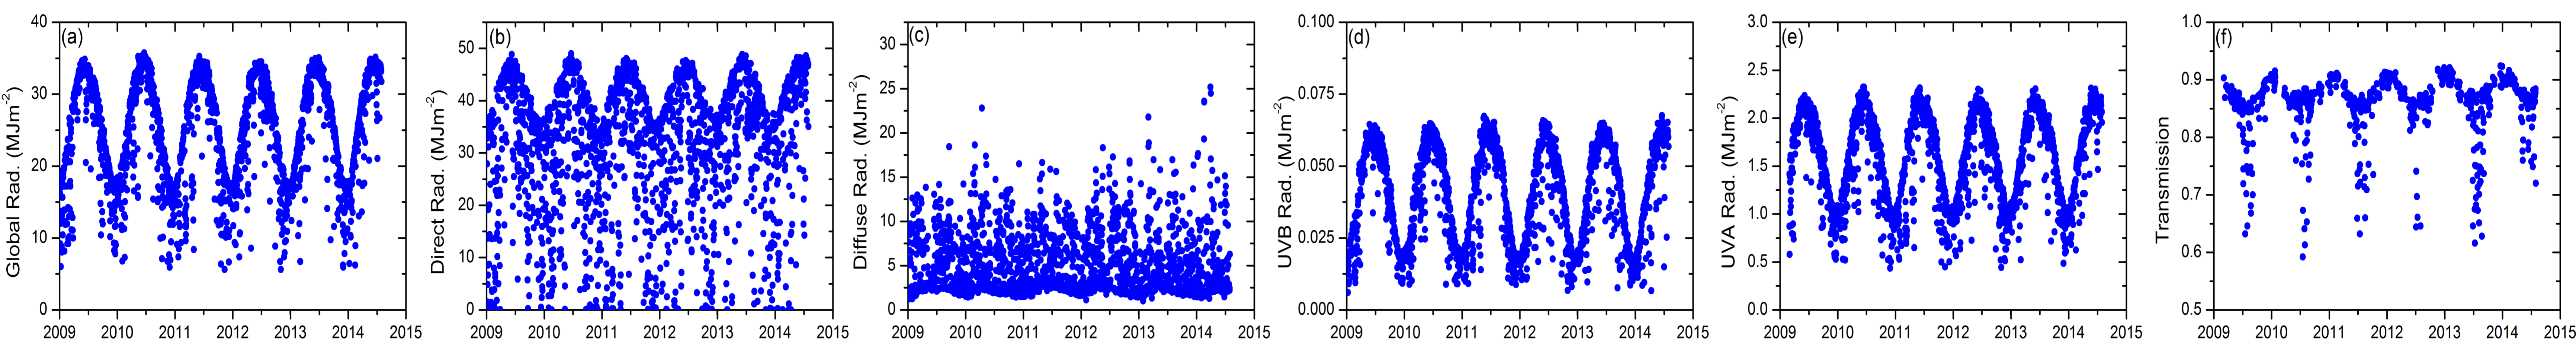 (a)
Global Rad. (MJm-2)
40
30
20
10
0
2009 2010 2011 2012 2013 2014 2015
(b)
Direct Rad. (MJm-2)
50
40
30
20
10
0
2009 2010 2011 2012 2013 2014 2015
(c)
Diffuse Rad. (MJm-2)
30
25
20
15
10
5
0
2009 2010 2011 2012 2013 2014 2015
(d)
UVB Rad. (MJm-2)
0.100
0.075
0.050
0.025
0.000
2009 2010 2011 2012 2013 2014 2015
(e)
UVA Rad. (MJm-2)
3.0
2.5
2.0
1.5
1.0
0.5
0.0
2009 2010 2011 2012 2013 2014 2015
(f)
Transmission
1.0
0.9
0.8
0.7
0.6
0.5
2009 2010 2011 2012 2013 2014 2015